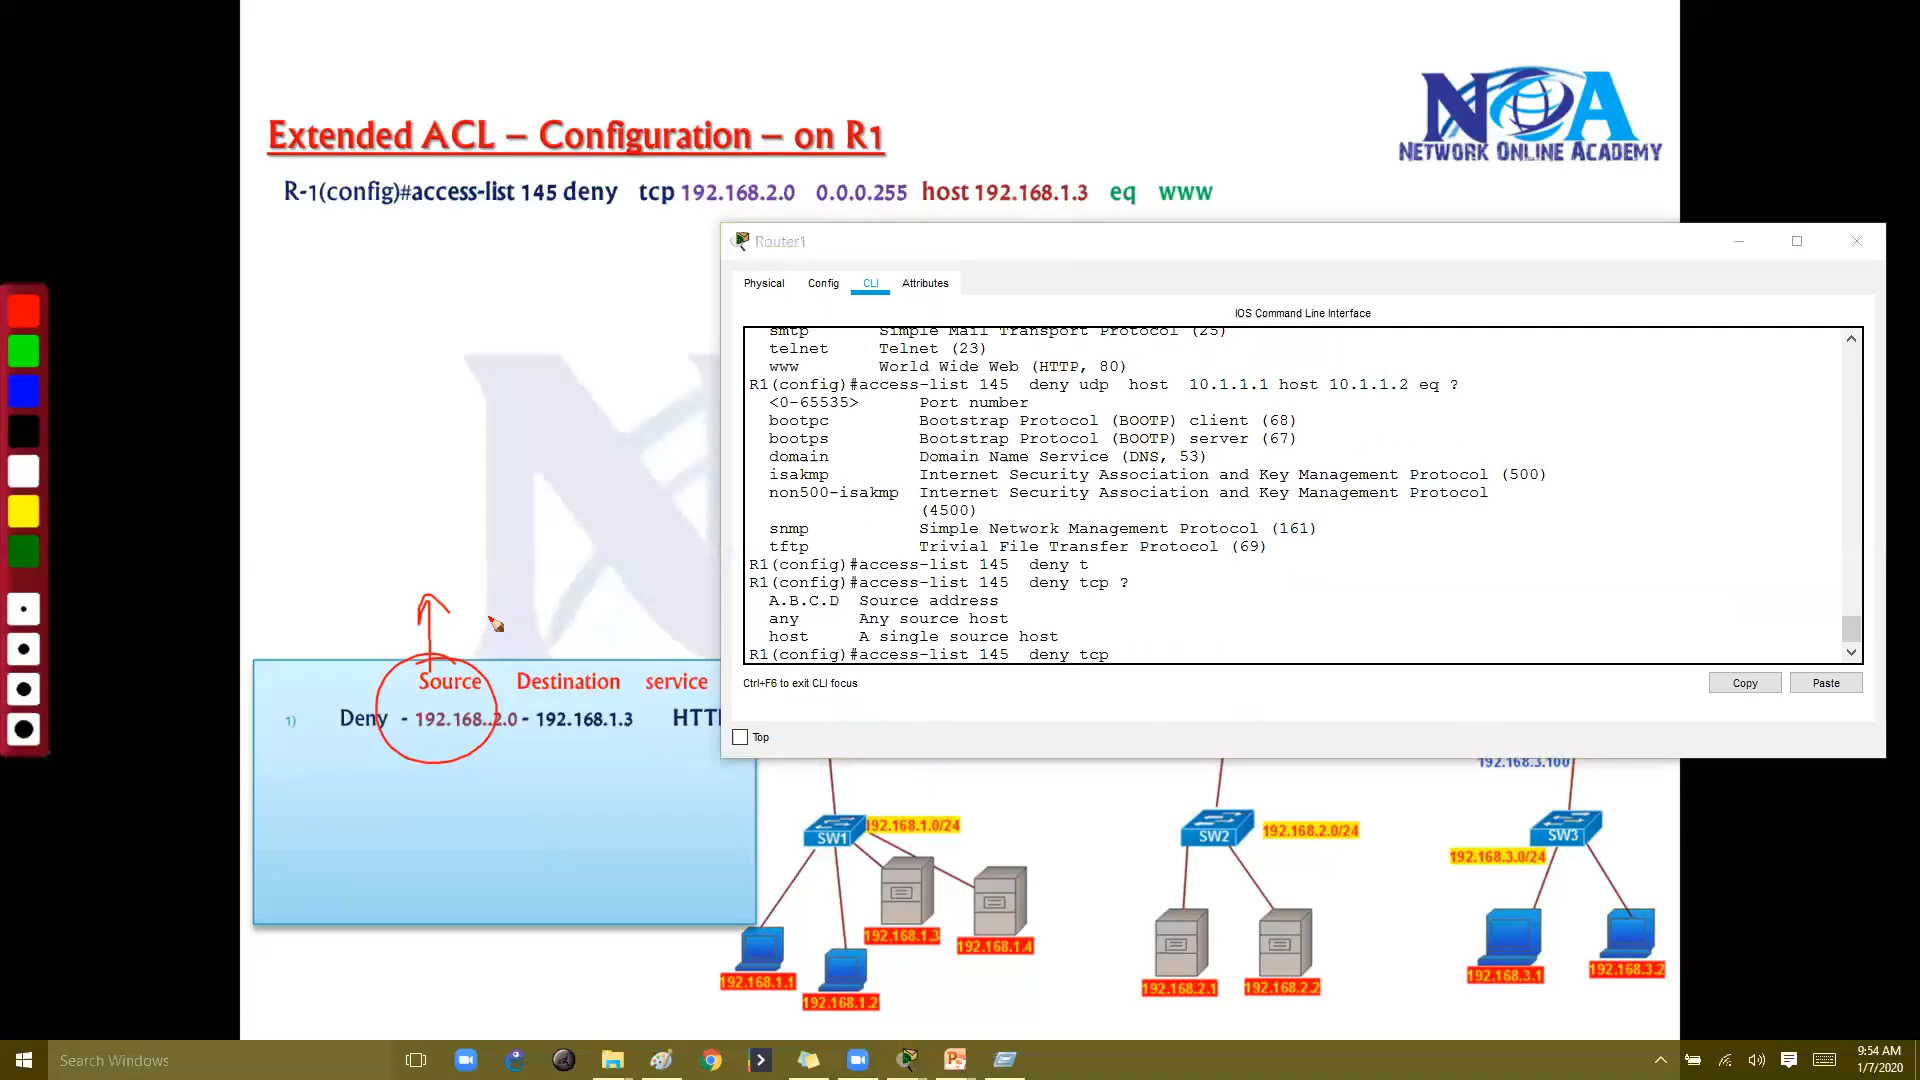 NOA
NETWORK ONLINE ACADEMY
Extended ACL – Configuration – on R1
R-1(config)#access-list 145 deny tcp 192.168.2.0 0.0.0.255 host 192.168.1.3 eq www
Router1
Physical Config CLI Attributes
IOS Command Line Interface
smtp Simple Mail Transport Protocol (25)
telnet Telnet (23)
www World Wide Web (HTTP, 80)
R1(config)#access-list 145 deny udp host 10.1.1.1 host 10.1.1.2 eq ?
<0-65535> Port number
bootpc Bootstrap Protocol (BOOTP) client (68)
bootps Bootstrap Protocol (BOOTP) server (67)
domain Domain Name Service (DNS, 53)
isakmp Internet Security Association and Key Management Protocol (500)
non500-isakmp Internet Security Association and Key Management Protocol
(4500)
snmp Simple Network Management Protocol (161)
tftp Trivial File Transfer Protocol (69)
R1(config)#access-list 145 deny t
R1(config)#access-list 145 deny tcp ?
A.B.C.D Source address
any Any source host
host A single source host
R1(config)#access-list 145 deny tcp
Ctrl+F6 to exit CLI focus
Copy Paste
Top
Source Destination service
1) Deny - 192.168..2.0 - 192.168.1.3 HTT
192.168.3.100
SW1 192.168.1.0/24
SW2 192.168.2.0/24
SW3
192.168.3.0/24
192.168.1.3
192.168.1.4
192.168.1.1
192.168.1.2
192.168.2.1
192.168.2.2
192.168.3.1
192.168.3.2
Search Windows
9:54 AM
1/7/2020